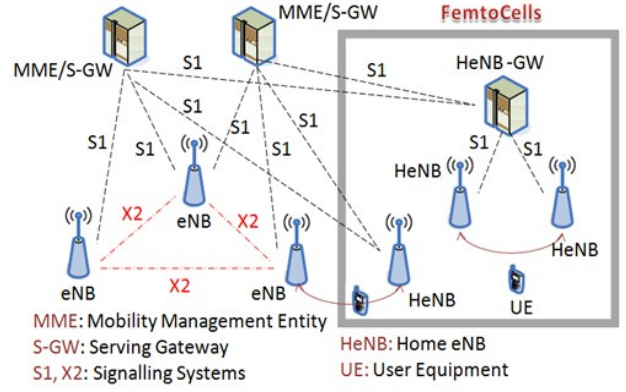 MME/S-GW
FemtoCells
MME/S-GW
S1
S1
HeNB-GW
S1
S1
S1
S1
S1
S1
S1
HeNB
X2
eNB
X2
HeNB
eNB
X2
eNB
HeNB
UE
MME: Mobility Management Entity
S-GW: Serving Gateway
S1, X2: Signalling Systems
HeNB: Home eNB
UE: User Equipment